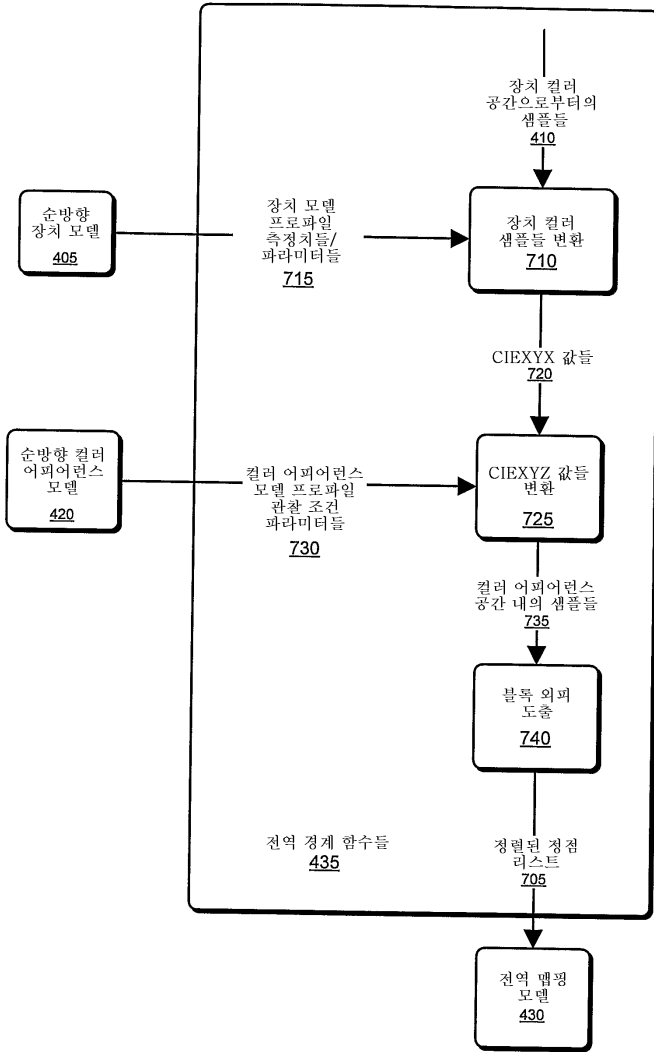 장치 컬러
공간으로부터의
샘플들
410
순방향
장치 모델
405
장치 모델
프로파일
측정치들/
파라미터들
715
장치 컬러
샘플들 변환
710
CIEXYX 값들
720
순방향 컬러
어피어런스
모델
420
컬러 어피어런스
모델 프로파일
관찰 조건
파라미터들
730
CIEXYZ 값들
변환
725
컬러 어피어런스
공간 내의 샘플들
735
블록 외피
도출
740
전역 경계 함수들
435
정렬된 정점
리스트
705
전역 맵핑
모델
430